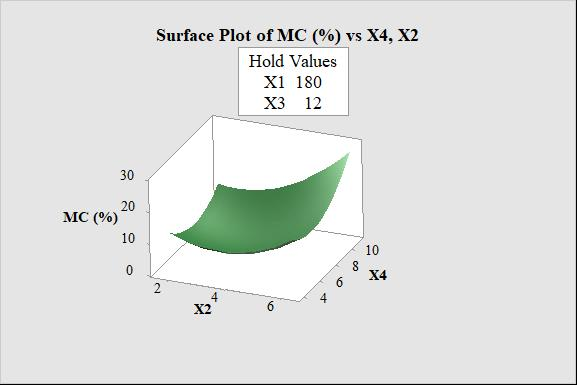 Surface Plot of MC (%) vs X4, X2
Hold Values
X1 180
X3 12
30
20
MC (%)
10
0
10
8
X4
6
4
2
4
6
X2